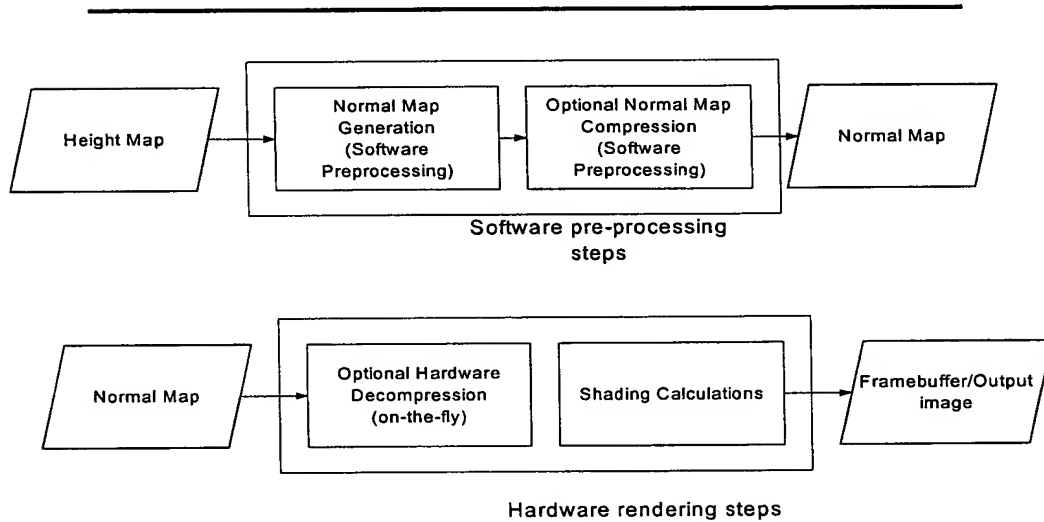 Height Map
Normal Map
Generation
(Software
Preprocessing)
Optional Normal Map
Compression
(Software
Preprocessing)
Normal Map
Software pre-processing
steps
Normal Map
Optional Hardware
Decompression
(on-the-fly)
Shading Calculations
Framebuffer/Output
image
Hardware rendering steps